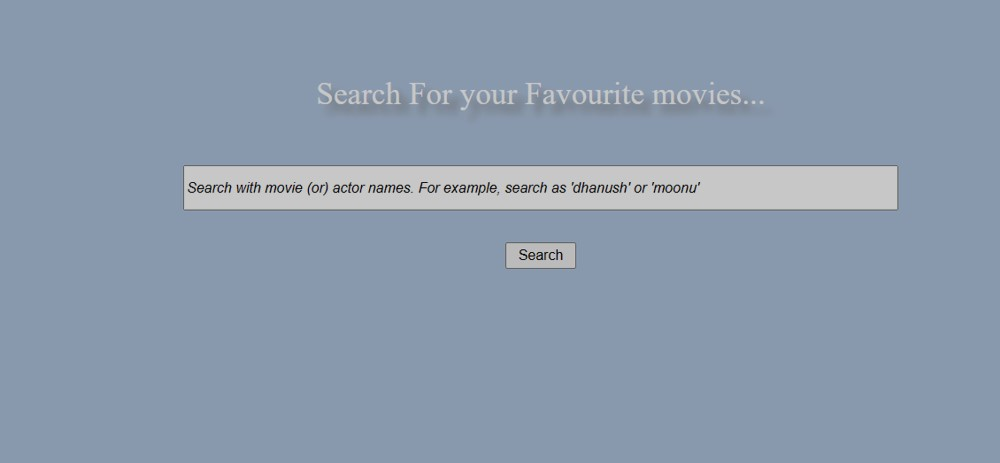 Search For your Favourite movies...
Search with movie (or) actor names. For example, search as 'dhanush' or 'moonu'
Search